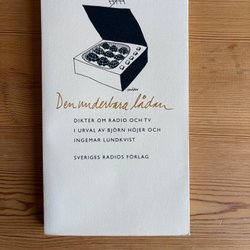 Den underbara lådan
DIKTER OM RADIO OCH TV
I URVAL AV BJÖRN HÖJER OCH
INGEMAR LUNDKVIST
SVERIGES RADIOS FÖRLAG